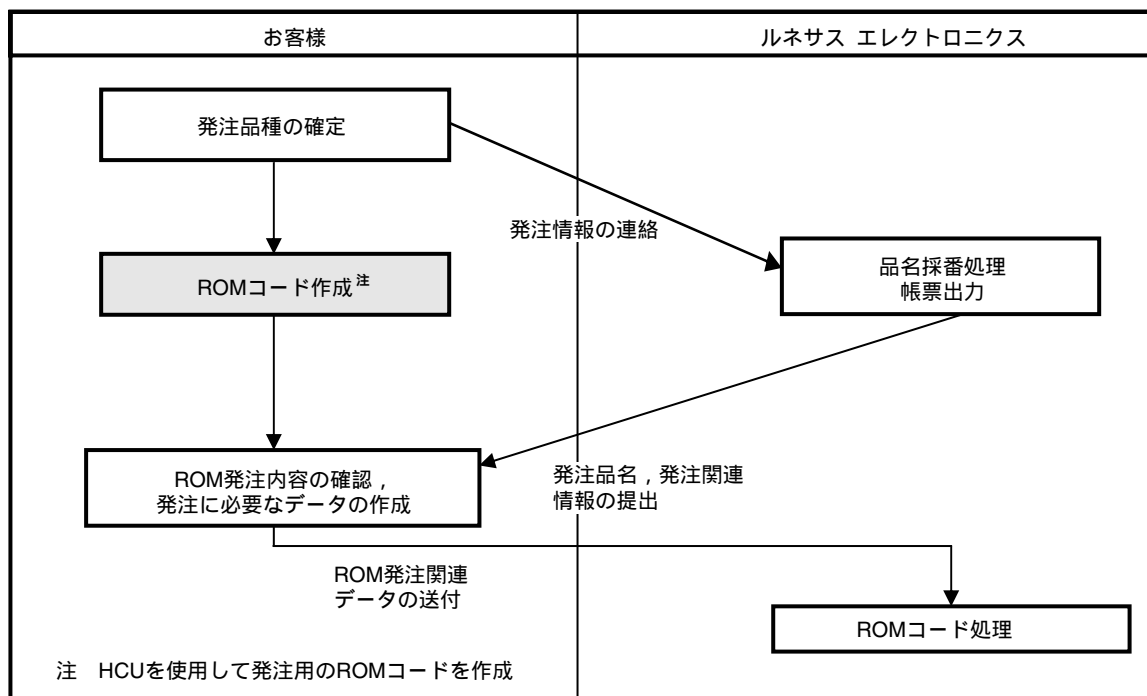 お客様
ルネサス エレクトロニクス
発注品種の確定
発注情報の連絡
品名採番処理
帳票出力
ROMコード作成注
ROM発注内容の確認，
発注に必要なデータの作成
発注品名，発注関連
情報の提出
ROM発注関連
データの送付
ROMコード処理
注　HCUを使用して発注用のROMコードを作成